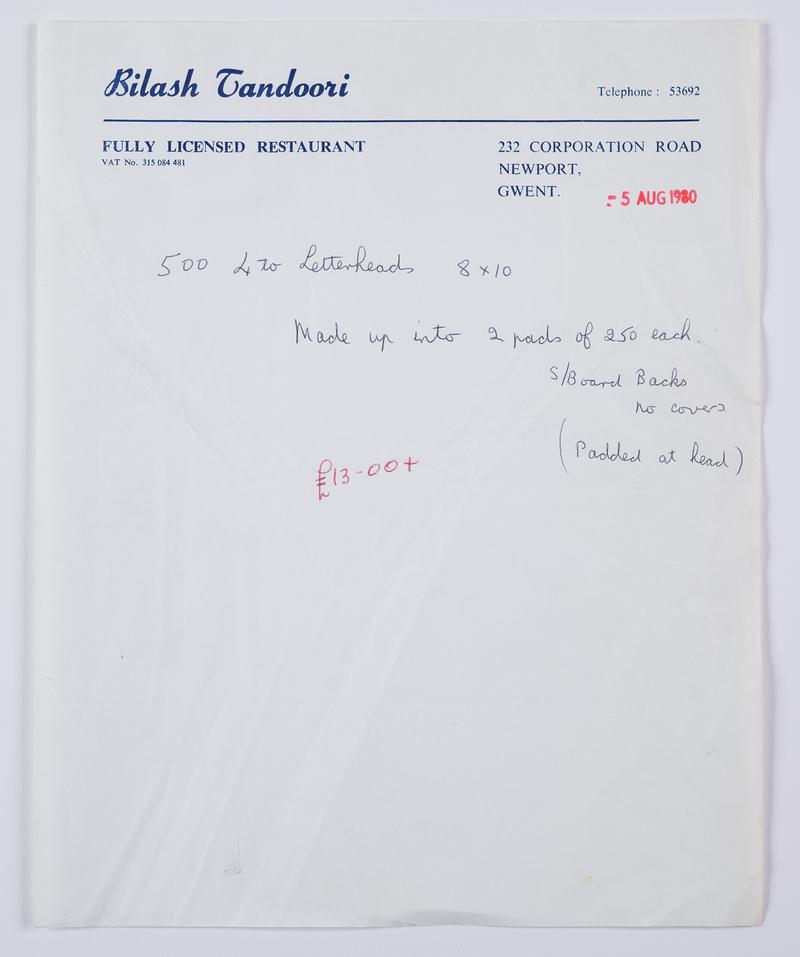 Bilash Tandoori
Telephone : 53692
FULLY LICENSED RESTAURANT
VAT No. 315 084 481
232 CORPORATION ROAD
NEWPORT,
GWENT.
- 5 AUG 1980
500 4to Letterheads 8 x 10
Made up into 2 pads of 250 each.
S/Board Backs
no covers
(Padded at head)
£13-00+